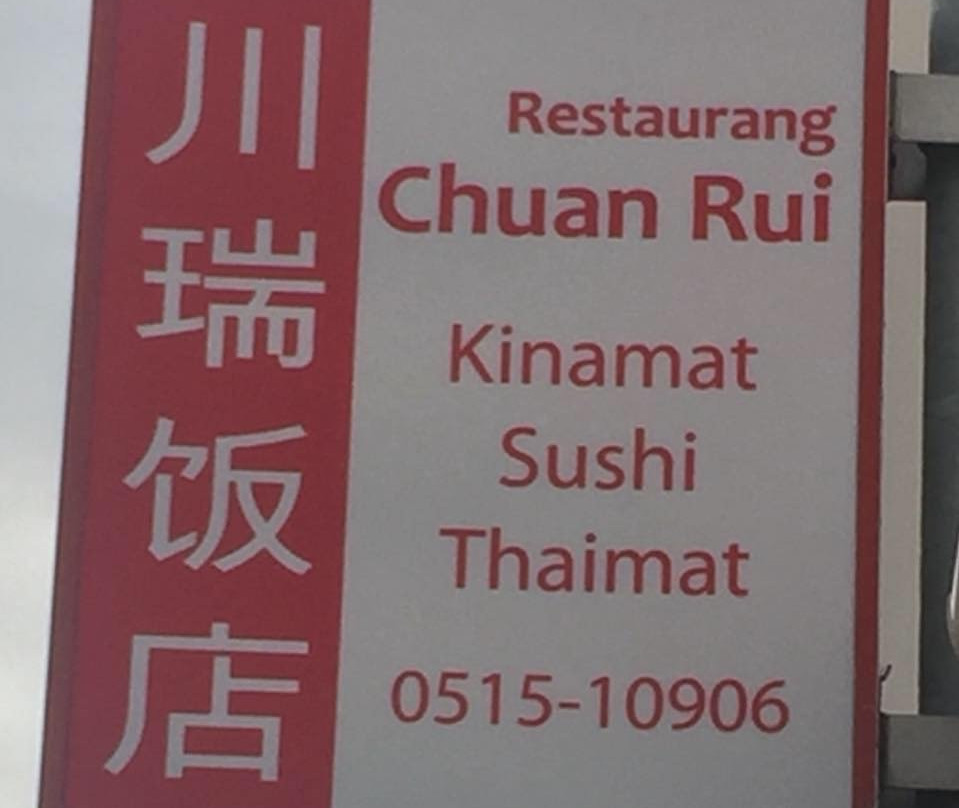 川瑞饭店
Restaurang
Chuan Rui
Kinamat
Sushi
Thaimat
0515-10906